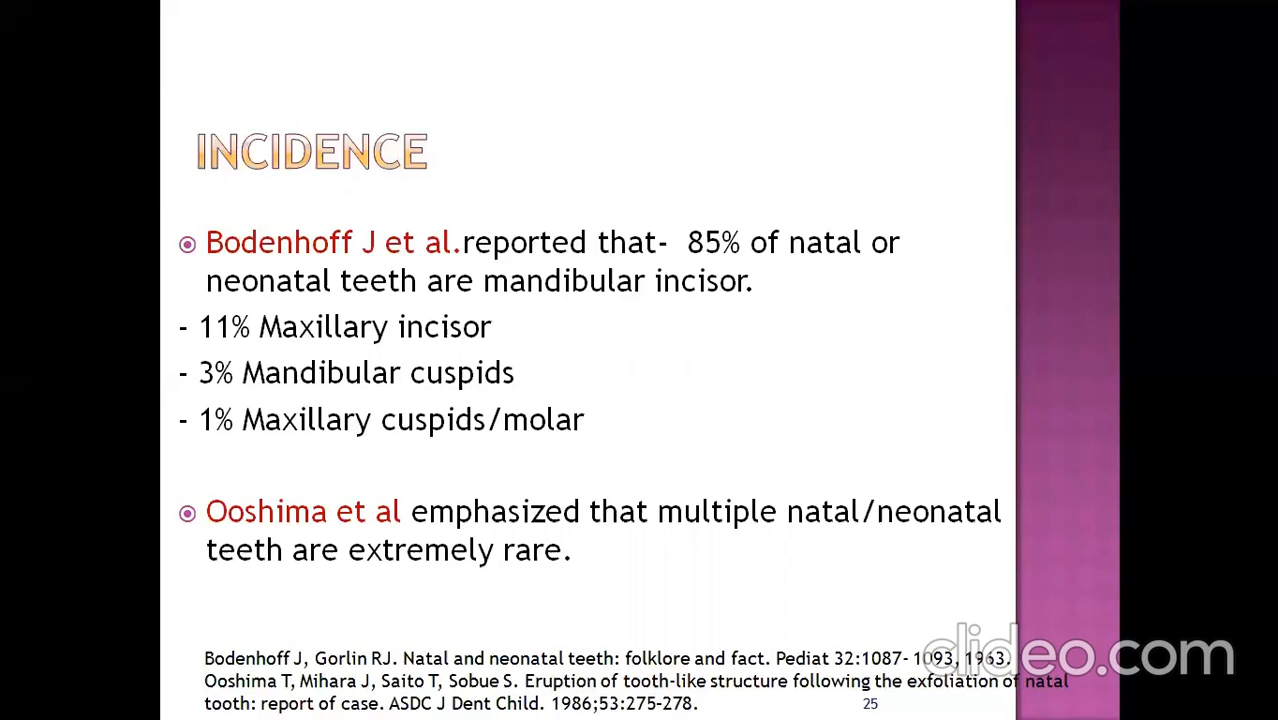 INCIDENCE
Bodenhoff J et al.reported that- 85% of natal or
neonatal teeth are mandibular incisor.
- 11% Maxillary incisor
- 3% Mandibular cuspids
- 1% Maxillary cuspids/molar
Ooshima et al emphasized that multiple natal/neonatal
teeth are extremely rare.
Bodenhoff J, Gorlin RJ. Natal and neonatal teeth: folklore and fact. Pediat 32:1087- 1093, 1963.
Ooshima T, Mihara J, Saito T, Sobue S. Eruption of tooth-like structure following the exfoliation of natal
tooth: report of case. ASDC J Dent Child. 1986;53:275-278.
25
clideo.com